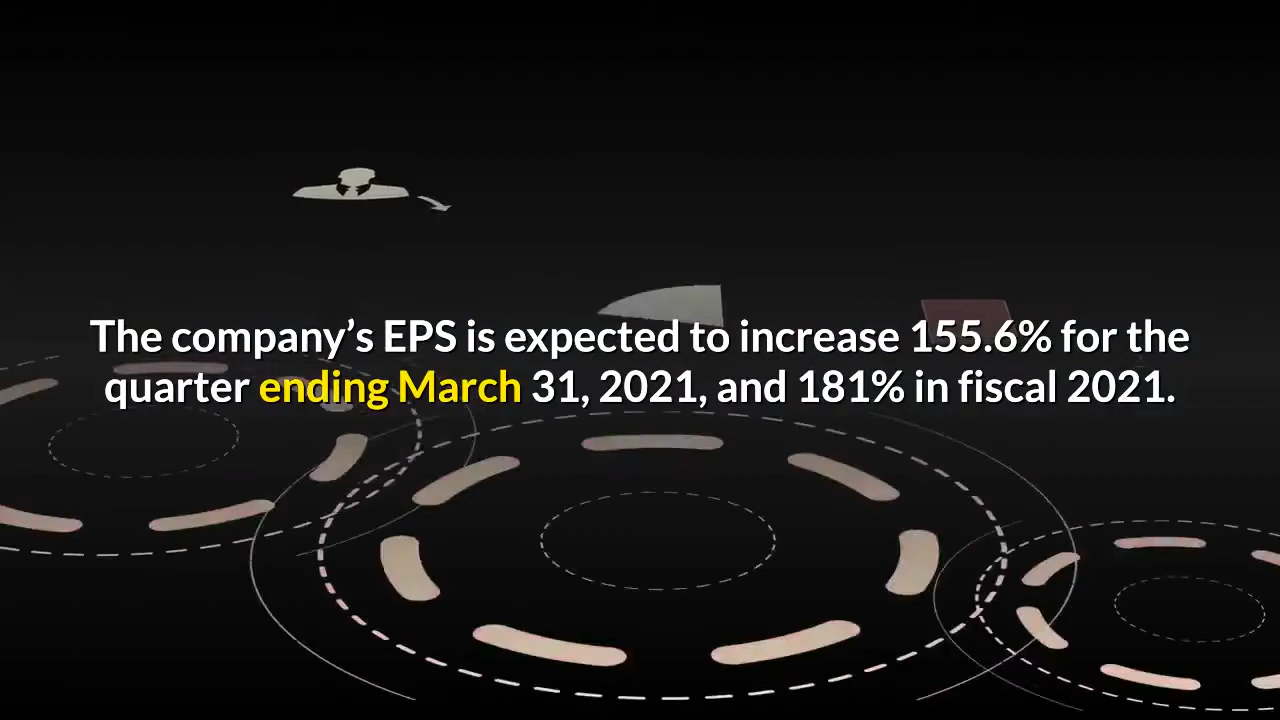 The company’s EPS is expected to increase 155.6% for the
quarter ending March 31, 2021, and 181% in fiscal 2021.